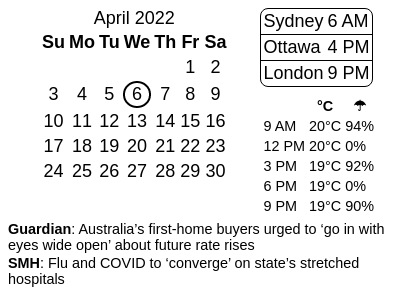 April 2022
Su Mo Tu We Th Fr Sa
1 2
3 4 5 6 7 8 9
10 11 12 13 14 15 16
17 18 19 20 21 22 23
24 25 26 27 28 29 30
Sydney 6 AM
Ottawa 4 PM
London 9 PM
°C ☂
9 AM 20°C 94%
12 PM 20°C 0%
3 PM 19°C 92%
6 PM 19°C 0%
9 PM 19°C 90%
Guardian: Australia’s first-home buyers urged to ‘go in with
eyes wide open’ about future rate rises
SMH: Flu and COVID to ‘converge’ on state’s stretched
hospitals